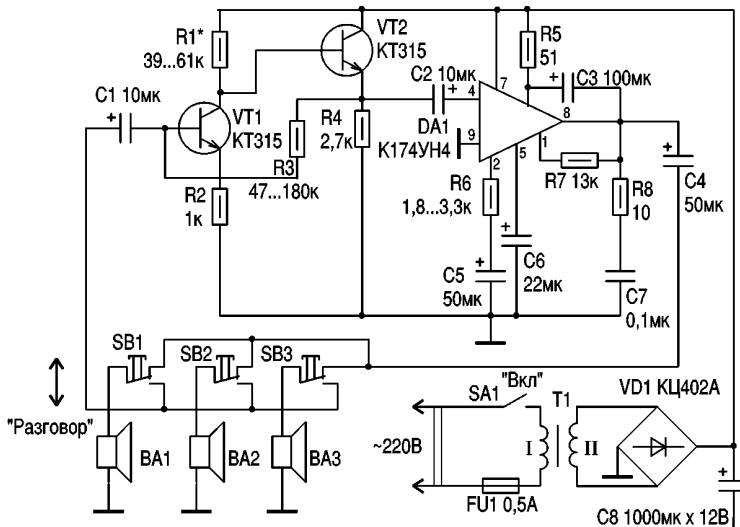 R1*
39...61к
VT2
КТ315
C1 10мк
VT1
КТ315
R2
1к
R3
47...180к
R4
2,7к
C2 10мк
4
DA1
К174УН4
9
7
R5
51
C3 100мк
8
1
2
5
R6
1,8...3,3к
R7 13к
R8
10
C4
50мк
C5
50мк
C6
22мк
C7
0,1мк
SB1
SB2
SB3
"Разговор"
BA1
BA2
BA3
SA1
"Вкл"
T1
VD1 КЦ402А
~220В
I
II
FU1 0,5А
C8 1000мк x 12В
+
+
+
+
+
+
+